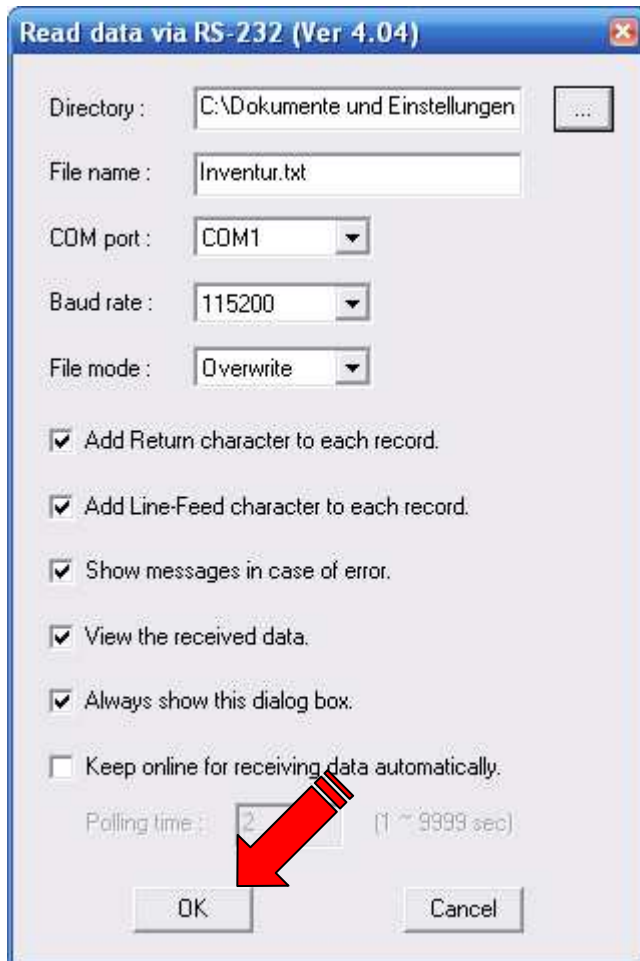 Read data via RS-232 (Ver 4.04)
Directory : C:\Dokumente und Einstellungen ...
File name : Inventur.txt
COM port : COM1
Baud rate : 115200
File mode : Overwrite
Add Return character to each record.
Add Line-Feed character to each record.
Show messages in case of error.
View the received data.
Always show this dialog box.
Keep online for receiving data automatically.
Polling time : 2 (1 ~ 9999 sec)
OK Cancel